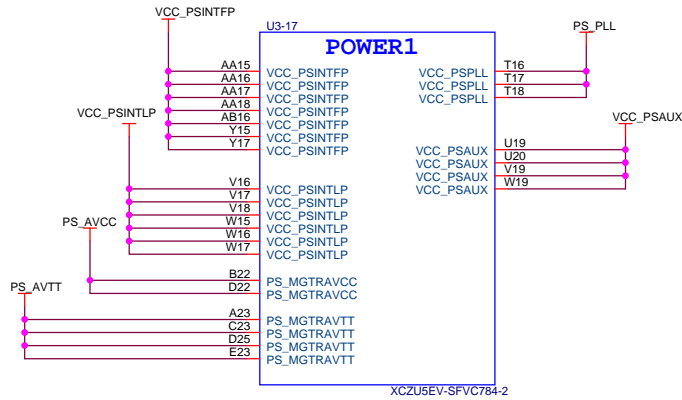 VCC_PSINTFP
U3-17
PS_PLL
POWER1
AA15 VCC_PSINTFP
AA16 VCC_PSINTFP
AA17 VCC_PSINTFP
AA18 VCC_PSINTFP
AB16 VCC_PSINTFP
Y15 VCC_PSINTFP
Y17 VCC_PSINTFP
VCC_PSPLL T16
VCC_PSPLL T17
VCC_PSPLL T18
VCC_PSINTLP
VCC_PSAUX
VCC_PSAUX U19
VCC_PSAUX U20
VCC_PSAUX V19
VCC_PSAUX W19
V16 VCC_PSINTLP
V17 VCC_PSINTLP
V18 VCC_PSINTLP
W15 VCC_PSINTLP
W16 VCC_PSINTLP
W17 VCC_PSINTLP
PS_AVCC
B22 PS_MGTRAVCC
D22 PS_MGTRAVCC
PS_AVTT
A23 PS_MGTRAVTT
C23 PS_MGTRAVTT
D25 PS_MGTRAVTT
E23 PS_MGTRAVTT
XCZU5EV-SFVC784-2